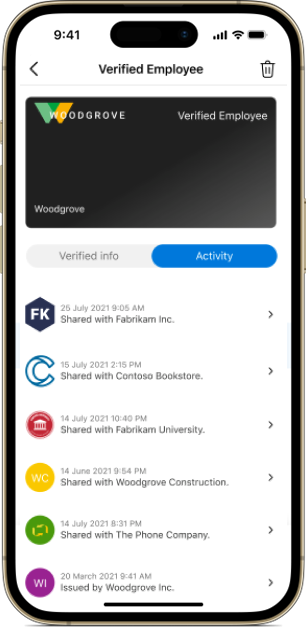 9:41
Verified Employee
WOODGROVE
Verified Employee
Woodgrove
Verified info
Activity
FK
25 July 2021 9:05 AM
Shared with Fabrikam Inc.
15 July 2021 2:15 PM
Shared with Contoso Bookstore.
14 July 2021 10:40 PM
Shared with Fabrikam University.
WC
14 June 2021 9:54 PM
Shared with Woodgrove Construction.
14 July 2021 8:31 PM
Shared with The Phone Company.
WI
20 March 2021 9:41 AM
Issued by Woodgrove Inc.